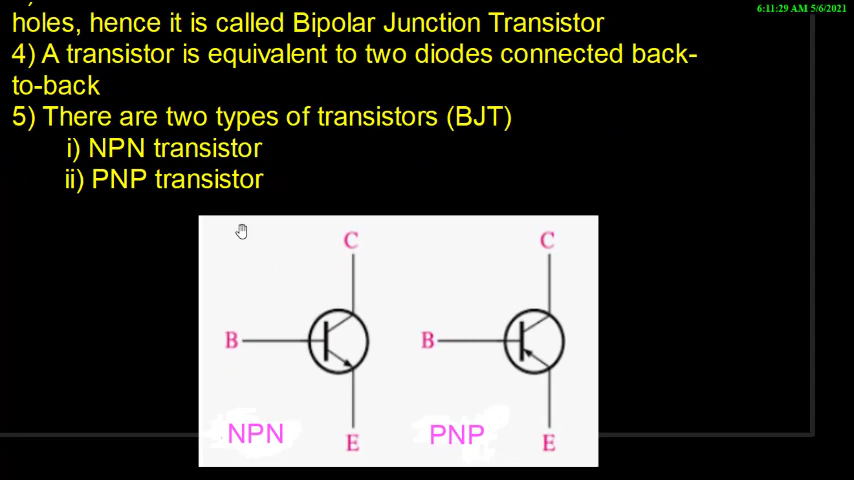 6:11:29 AM 5/6/2021
holes, hence it is called Bipolar Junction Transistor
4) A transistor is equivalent to two diodes connected back-
to-back
5) There are two types of transistors (BJT)
i) NPN transistor
ii) PNP transistor
C C
B B
NPN E PNP E